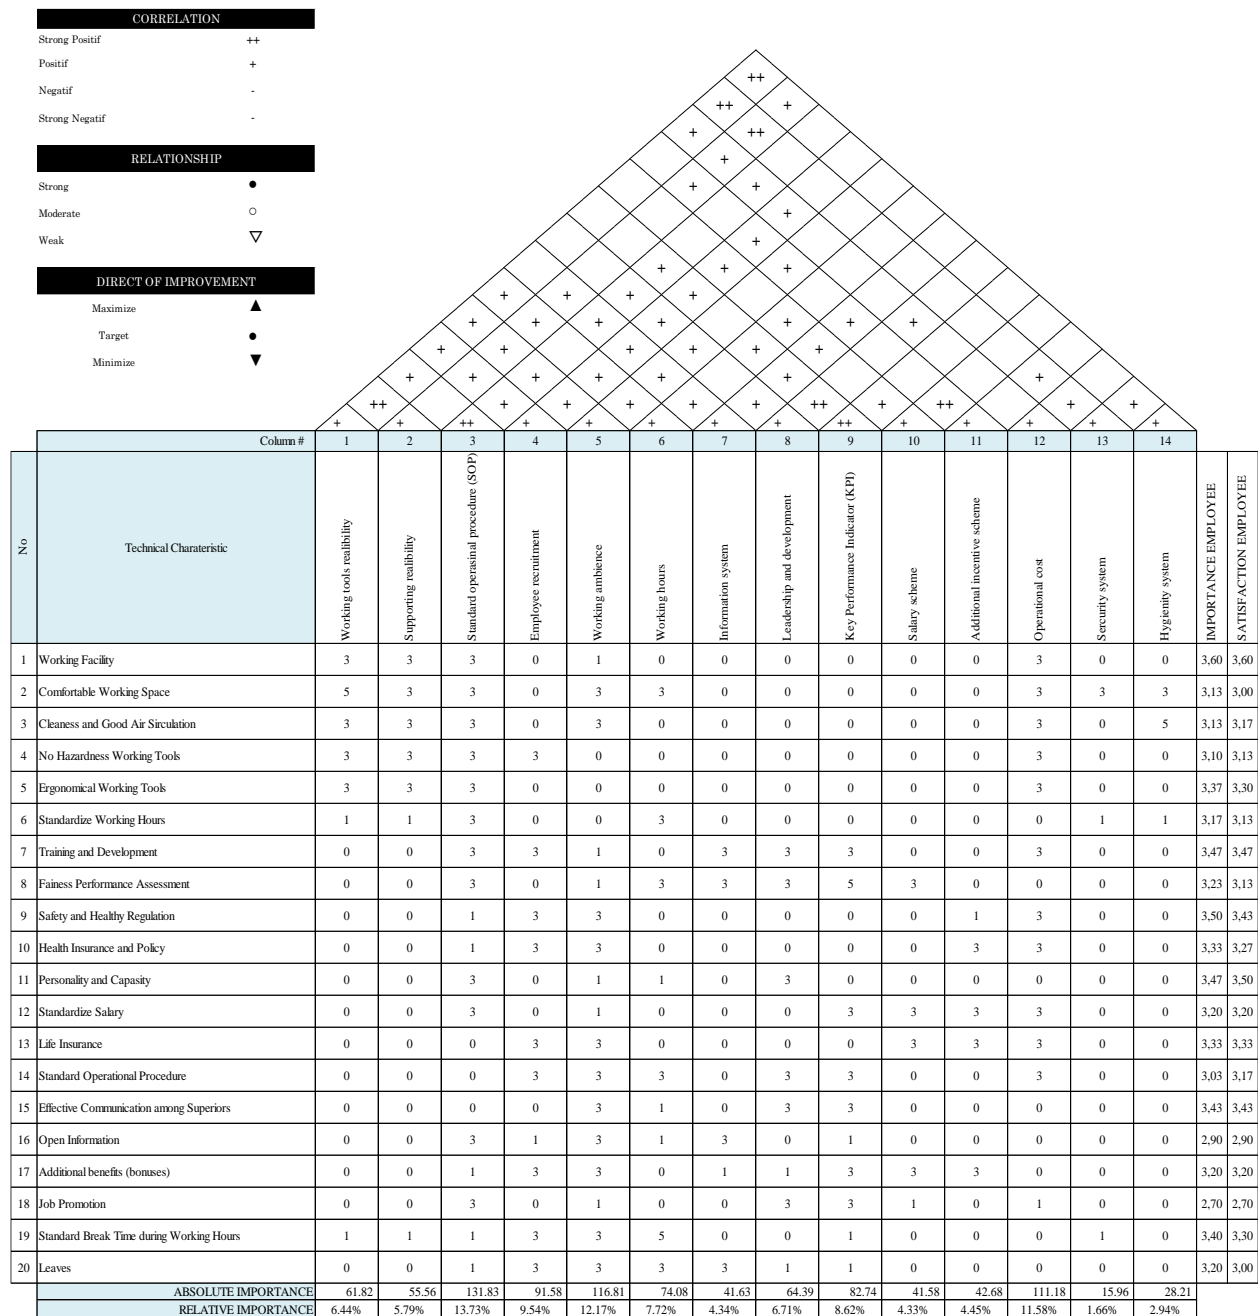 CORRELATION
Strong Positif ++
Positif +
Negatif -
Strong Negatif -
RELATIONSHIP
Strong ●
Moderate ○
Weak ▽
DIRECT OF IMPROVEMENT
Maximize ▲
Target ●
Minimize ▼
++
++ +
+ ++
+
+ +
+
+
+ + +
+ + + +
+ + + + + + +
+ + + + + +
+ + + + + + +
++ + + + + + ++ + ++ + +
+ + ++ + + + + + ++ + + + + +
Column # 1 2 3 4 5 6 7 8 9 10 11 12 13 14
No Technical Charateristic Working tools realibility Supporting realibility Standard operasinal procedure (SOP) Employee recruitment Working ambience Working hours Information system Leadership and development Key Performance Indicator (KPI) Salary scheme Additional incentive scheme Operational cost Sercurity system Hygienity system IMPORTANCE EMPLOYEE SATISFACTION EMPLOYEE
1 Working Facility 3 3 3 0 1 0 0 0 0 0 0 3 0 0 3,60 3,60
2 Comfortable Working Space 5 3 3 0 3 3 0 0 0 0 0 3 3 3 3,13 3,00
3 Cleaness and Good Air Sirculation 3 3 3 0 3 0 0 0 0 0 0 3 0 5 3,13 3,17
4 No Hazardness Working Tools 3 3 3 3 0 0 0 0 0 0 0 3 0 0 3,10 3,13
5 Ergonomical Working Tools 3 3 3 0 0 0 0 0 0 0 0 3 0 0 3,37 3,30
6 Standardize Working Hours 1 1 3 0 0 3 0 0 0 0 0 0 1 1 3,17 3,13
7 Training and Development 0 0 3 3 1 0 3 3 3 0 0 3 0 0 3,47 3,47
8 Fainess Performance Assessment 0 0 3 0 1 3 3 3 5 3 0 0 0 0 3,23 3,13
9 Safety and Healthy Regulation 0 0 1 3 3 0 0 0 0 0 1 3 0 0 3,50 3,43
10 Health Insurance and Policy 0 0 1 3 3 0 0 0 0 0 3 3 0 0 3,33 3,27
11 Personality and Capasity 0 0 3 0 1 1 0 3 0 0 0 0 0 0 3,47 3,50
12 Standardize Salary 0 0 3 0 1 0 0 0 3 3 3 3 0 0 3,20 3,20
13 Life Insurance 0 0 0 3 3 0 0 0 0 3 3 3 0 0 3,33 3,33
14 Standard Operational Procedure 0 0 0 3 3 3 0 3 3 0 0 3 0 0 3,03 3,17
15 Effective Communication among Superiors 0 0 0 0 3 1 0 3 3 0 0 0 0 0 3,43 3,43
16 Open Information 0 0 3 1 3 1 3 0 1 0 0 0 0 0 2,90 2,90
17 Additional benefits (bonuses) 0 0 1 3 3 0 1 1 3 3 3 0 0 0 3,20 3,20
18 Job Promotion 0 0 3 0 1 0 0 3 3 1 0 1 0 0 2,70 2,70
19 Standard Break Time during Working Hours 1 1 1 3 3 5 0 0 1 0 0 0 1 0 3,40 3,30
20 Leaves 0 0 1 3 3 3 3 1 1 0 0 0 0 0 3,20 3,00
ABSOLUTE IMPORTANCE 61.82 55.56 131.83 91.58 116.81 74.08 41.63 64.39 82.74 41.58 42.68 111.18 15.96 28.21
RELATIVE IMPORTANCE 6.44% 5.79% 13.73% 9.54% 12.17% 7.72% 4.34% 6.71% 8.62% 4.33% 4.45% 11.58% 1.66% 2.94%